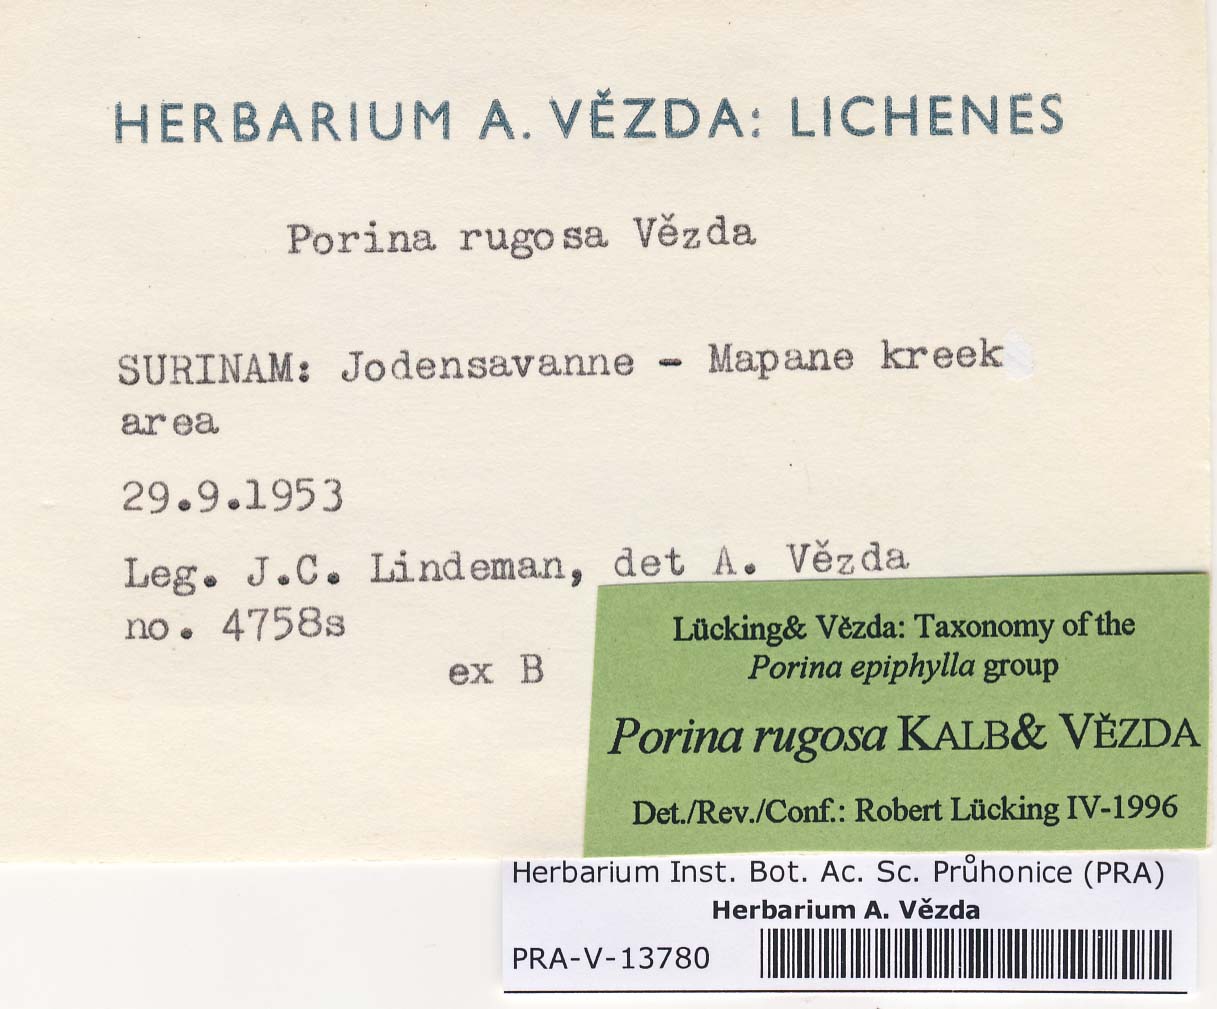 HERBARIUM A. VĚZDA: LICHENES
Porina rugosa Vězda
SURINAM: Jodensavanne - Mapane kreek
area
29.9.1953
Leg. J.C. Lindeman, det A. Vězda
no. 4758s
ex B
Lücking& Vězda: Taxonomy of the
Porina epiphylla group
Porina rugosa KALB& VĚZDA
Det./Rev./Conf.: Robert Lücking IV-1996
Herbarium Inst. Bot. Ac. Sc. Průhonice (PRA)
Herbarium A. Vězda
PRA-V-13780